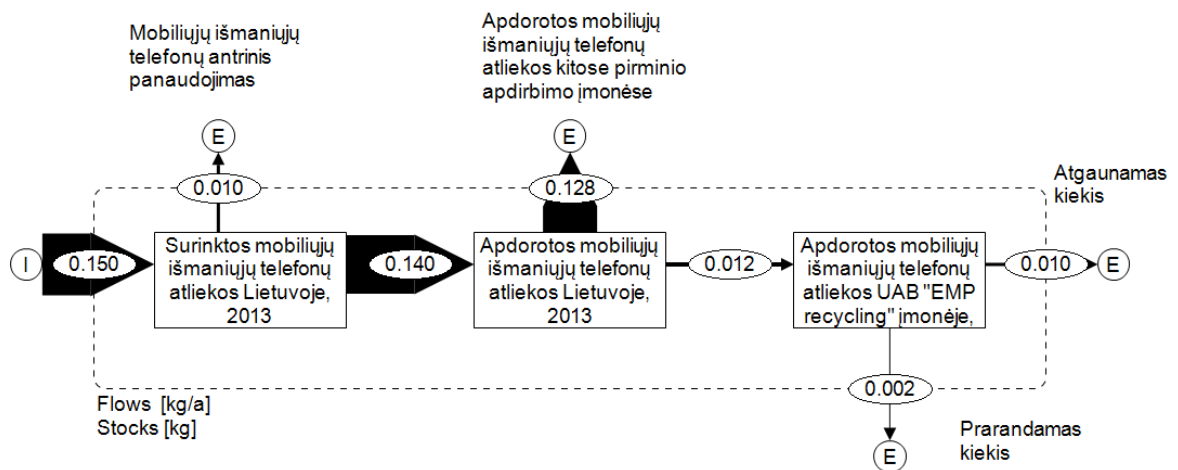 Mobiliųjų išmaniųjų
telefonų antrinis
panaudojimas
Apdorotos mobiliųjų
išmaniųjų telefonų
atliekos kitose pirminio
apdirbimo įmonėse
E
E
0.010
0.128
Atgaunamas
kiekis
I
0.150
Surinktos mobiliųjų
išmaniųjų telefonų
atliekos Lietuvoje,
2013
0.140
Apdorotos mobiliųjų
išmaniųjų telefonų
atliekos Lietuvoje,
2013
0.012
Apdorotos mobiliųjų
išmaniųjų telefonų
atliekos UAB "EMP
recycling" įmonėje,
0.010
E
0.002
Flows [kg/a]
Stocks [kg]
E
Prarandamas
kiekis